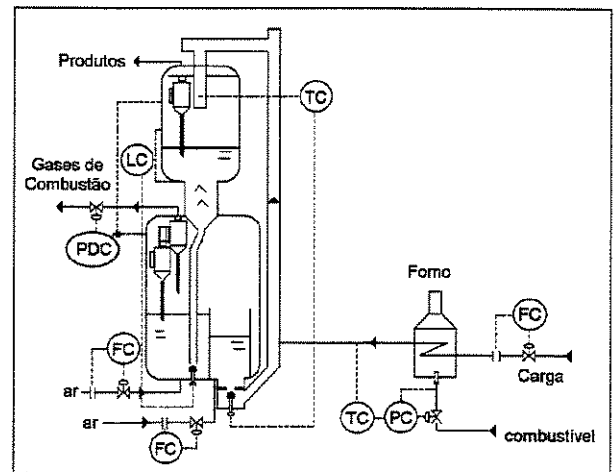 Produtos
TC
LC
Gases de
Combustão
PDC
Forno
FC
FC
Carga
ar
ar
TC
PC
FC
combustível